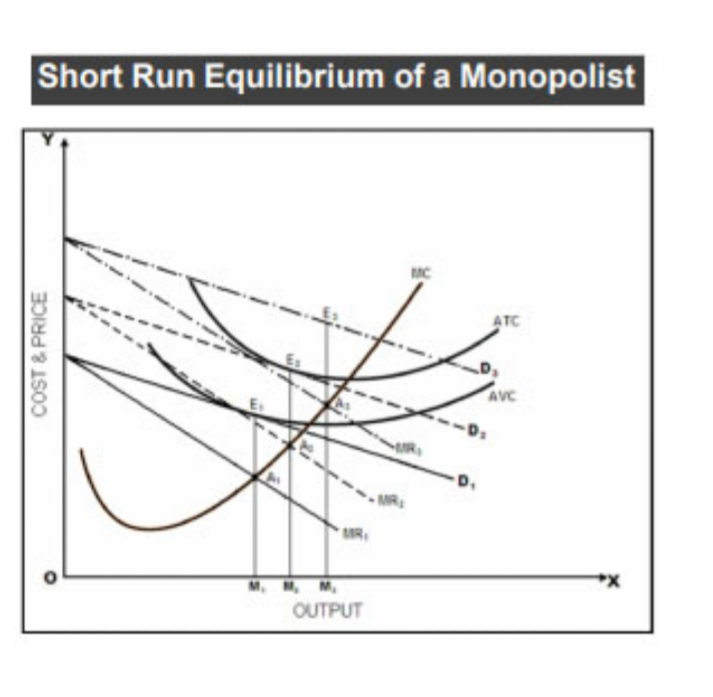 Short Run Equilibrium of a Monopolist
Y
COST & PRICE
MC
E₃
ATC
E₂
D₃
AVC
E₁
A₃
D₂
A₂
MR₃
D₁
A₁
MR₂
MR₁
O
M₁ M₂ M₃
X
OUTPUT